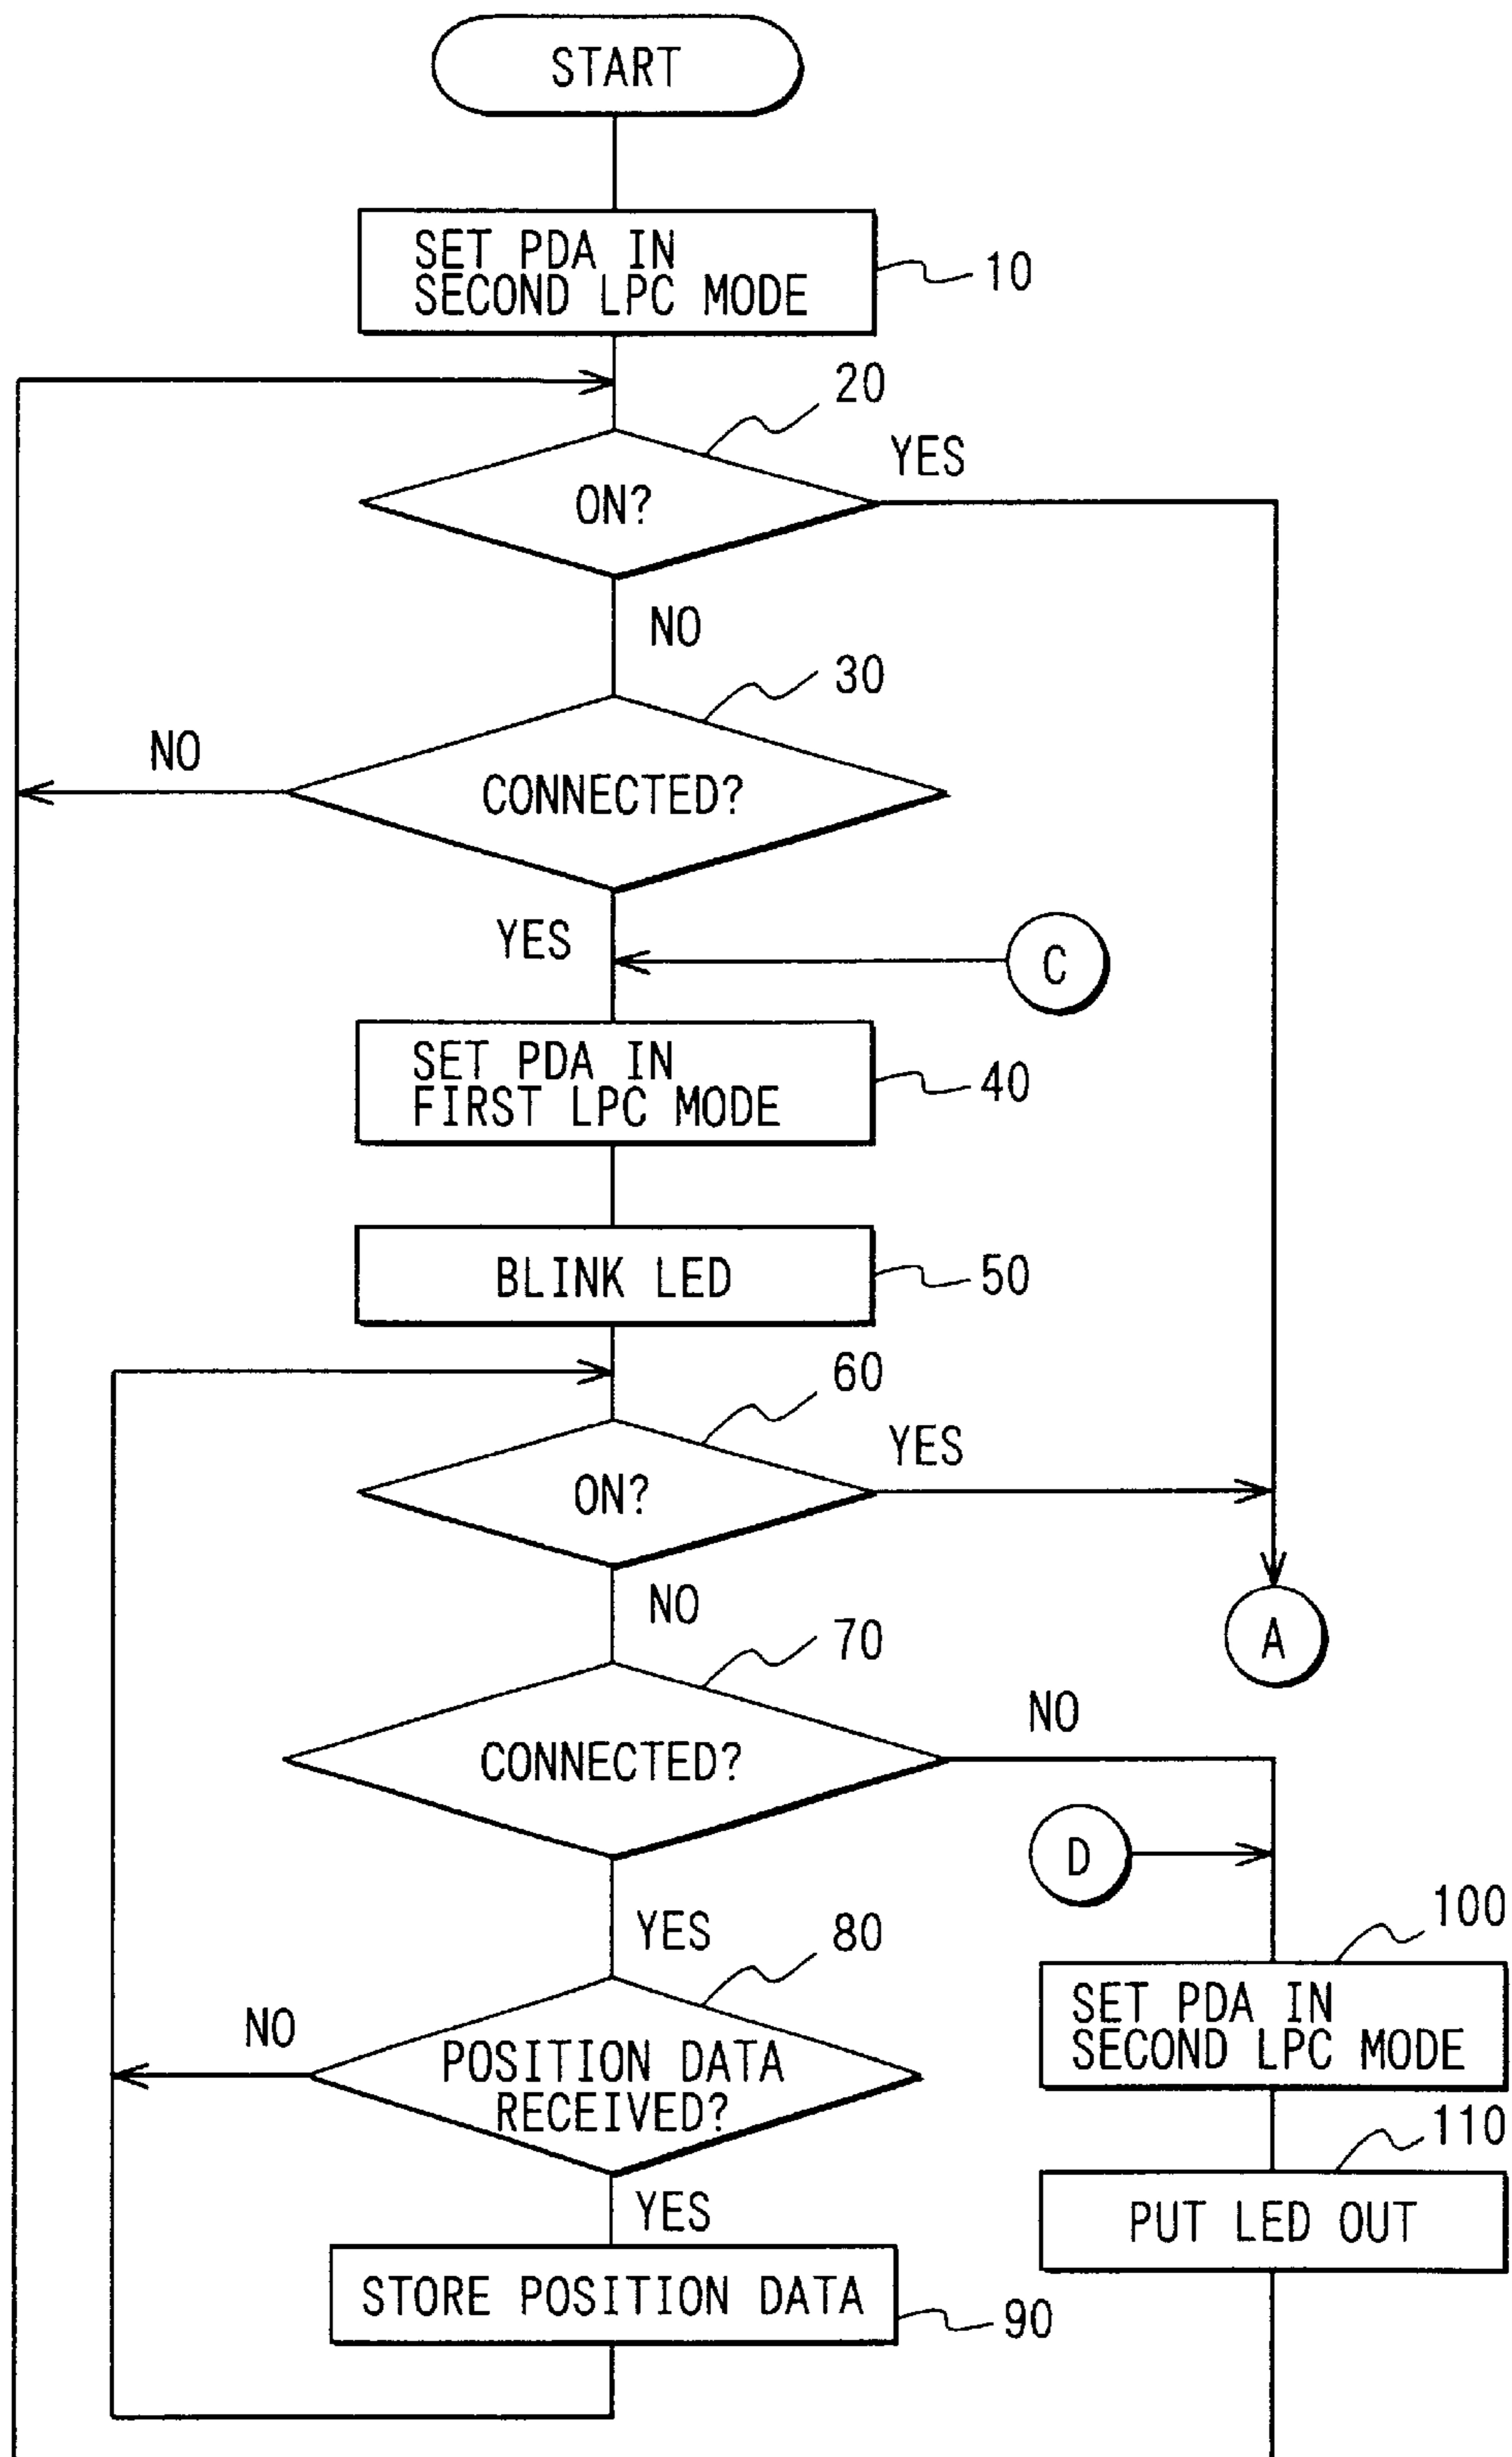 START
SET PDA IN
SECOND LPC MODE
10
20
ON?
YES
NO
30
CONNECTED?
NO
YES
C
SET PDA IN
FIRST LPC MODE
40
BLINK LED
50
60
ON?
YES
NO
A
70
CONNECTED?
NO
D
YES
80
100
SET PDA IN
SECOND LPC MODE
NO
POSITION DATA
RECEIVED?
110
YES
PUT LED OUT
STORE POSITION DATA
90